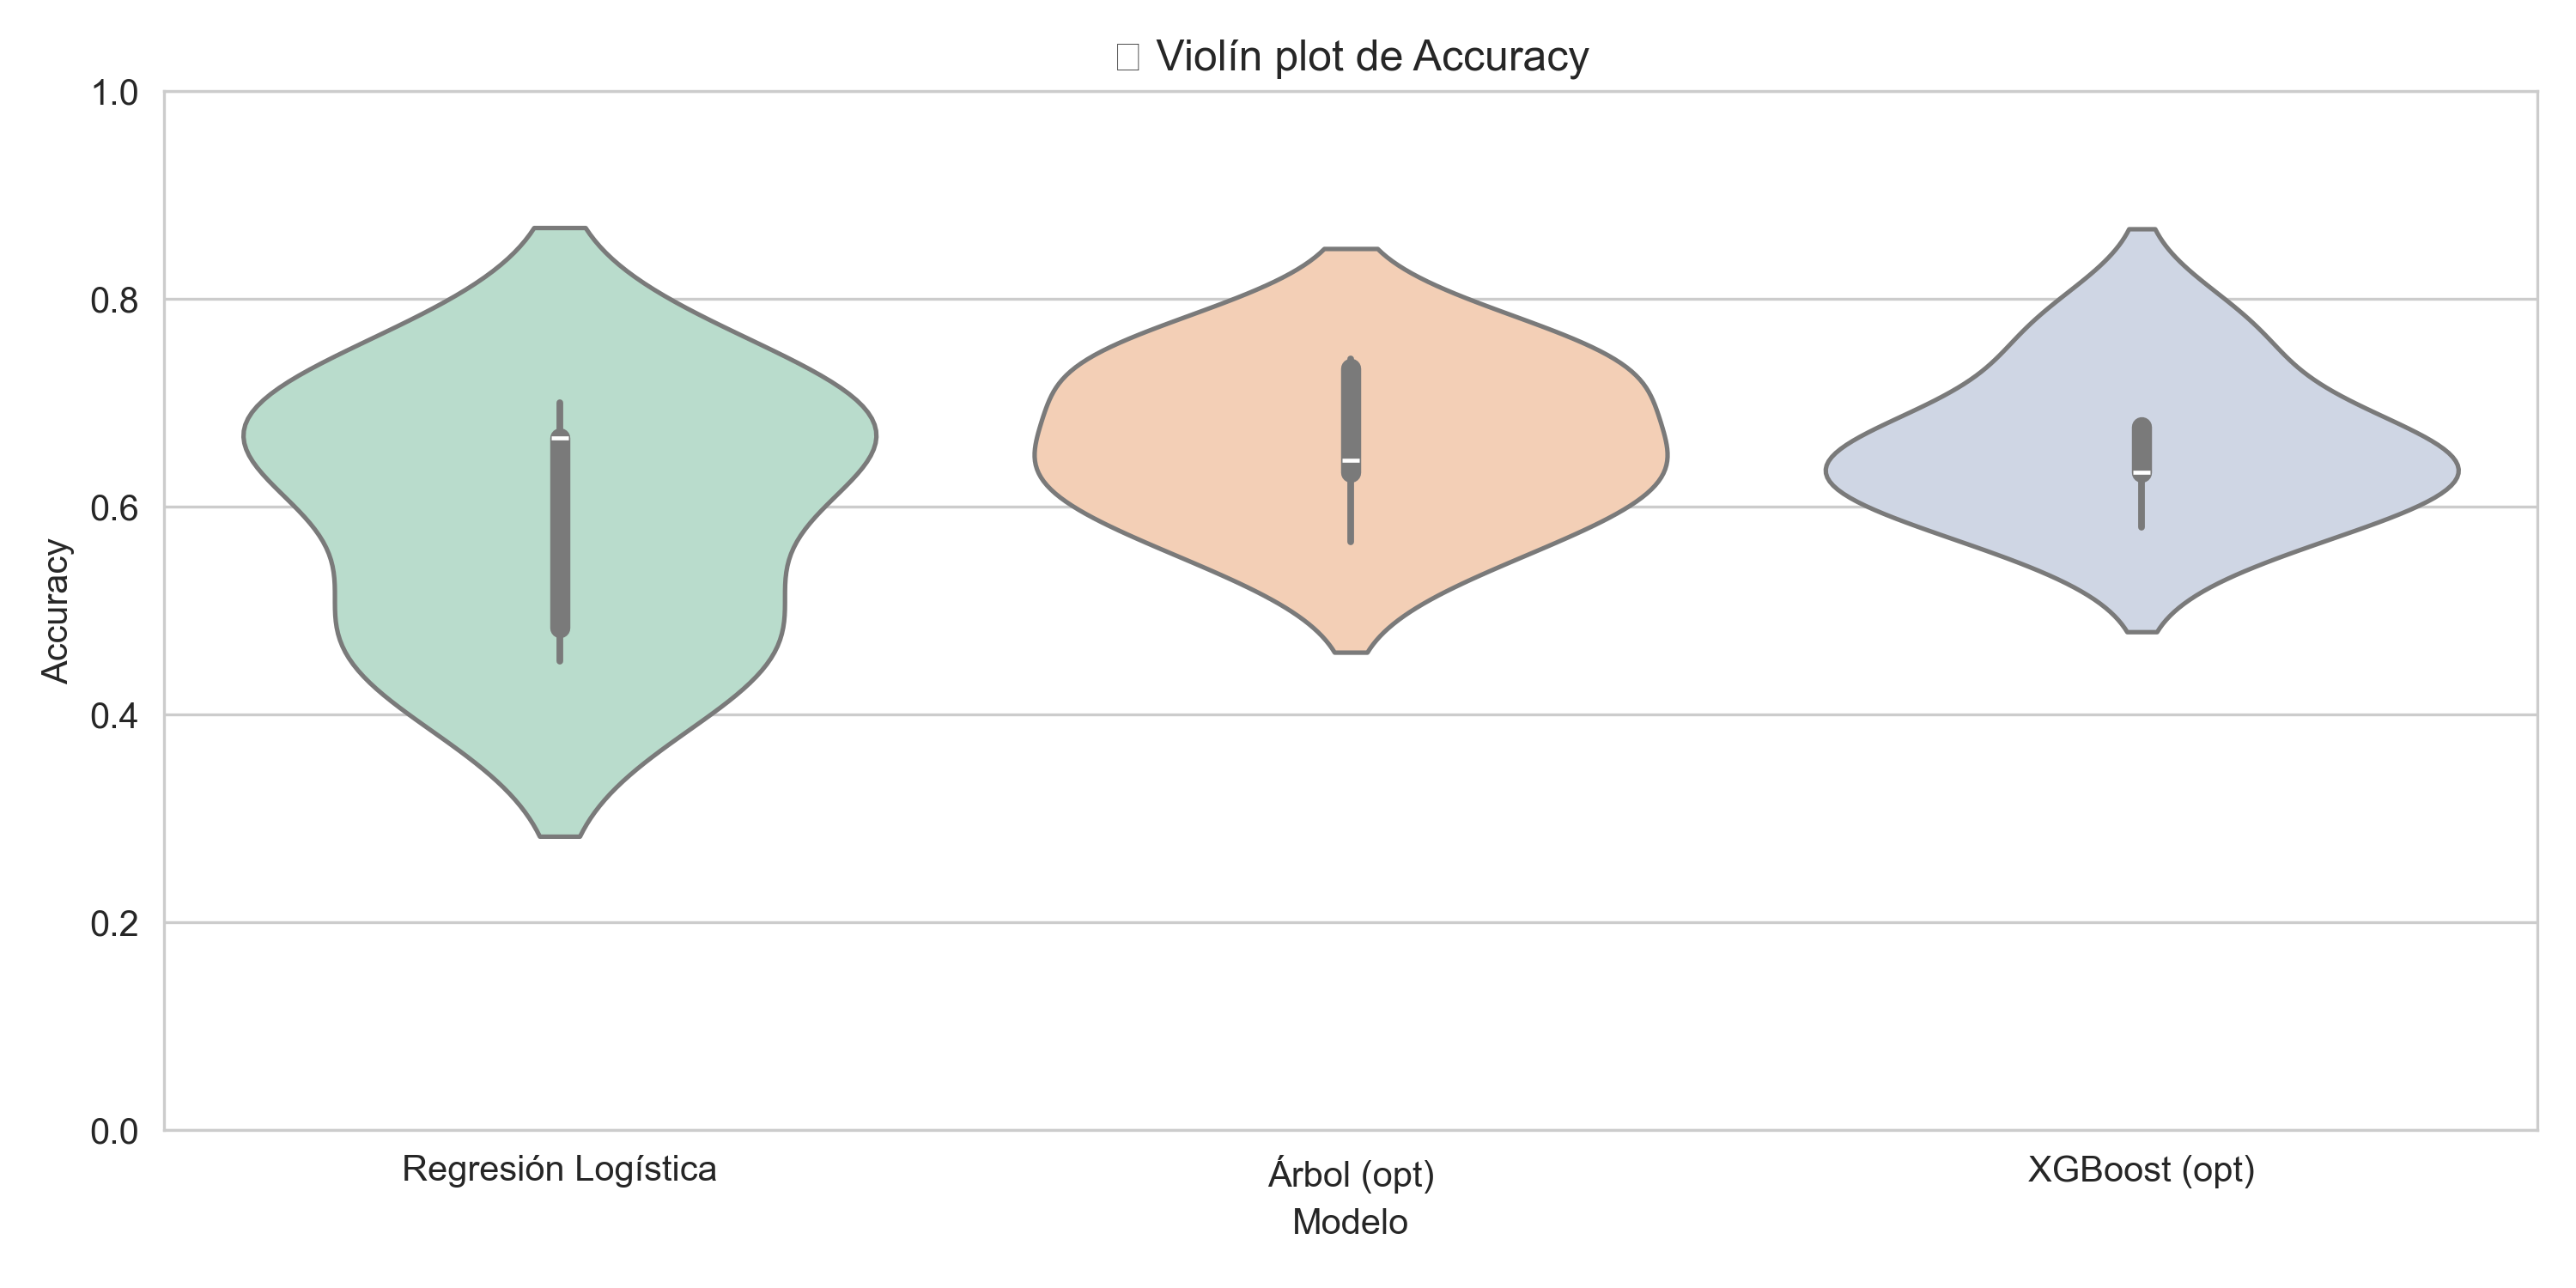 Violín plot de Accuracy
1.0
0.8
0.6
0.4
0.2
0.0
Accuracy
Regresión Logística
Árbol (opt)
XGBoost (opt)
Modelo